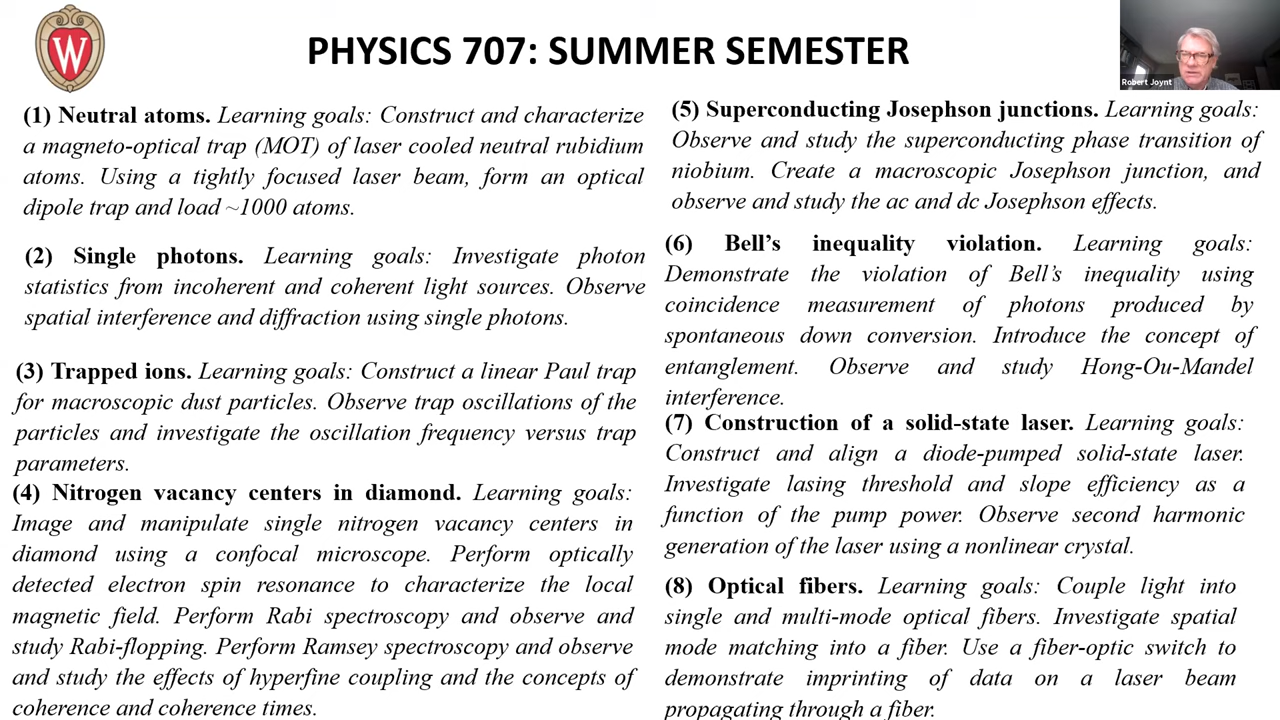 W
PHYSICS 707: SUMMER SEMESTER
Robert Joynt
(1) Neutral atoms. Learning goals: Construct and characterize
a magneto-optical trap (MOT) of laser cooled neutral rubidium
atoms. Using a tightly focused laser beam, form an optical
dipole trap and load ~1000 atoms.
(2) Single photons. Learning goals: Investigate photon
statistics from incoherent and coherent light sources. Observe
spatial interference and diffraction using single photons.
(3) Trapped ions. Learning goals: Construct a linear Paul trap
for macroscopic dust particles. Observe trap oscillations of the
particles and investigate the oscillation frequency versus trap
parameters.
(4) Nitrogen vacancy centers in diamond. Learning goals:
Image and manipulate single nitrogen vacancy centers in
diamond using a confocal microscope. Perform optically
detected electron spin resonance to characterize the local
magnetic field. Perform Rabi spectroscopy and observe and
study Rabi-flopping. Perform Ramsey spectroscopy and observe
and study the effects of hyperfine coupling and the concepts of
coherence and coherence times.
(5) Superconducting Josephson junctions. Learning goals:
Observe and study the superconducting phase transition of
niobium. Create a macroscopic Josephson junction, and
observe and study the ac and dc Josephson effects.
(6) Bell’s inequality violation. Learning goals:
Demonstrate the violation of Bell’s inequality using
coincidence measurement of photons produced by
spontaneous down conversion. Introduce the concept of
entanglement. Observe and study Hong-Ou-Mandel
interference.
(7) Construction of a solid-state laser. Learning goals:
Construct and align a diode-pumped solid-state laser.
Investigate lasing threshold and slope efficiency as a
function of the pump power. Observe second harmonic
generation of the laser using a nonlinear crystal.
(8) Optical fibers. Learning goals: Couple light into
single and multi-mode optical fibers. Investigate spatial
mode matching into a fiber. Use a fiber-optic switch to
demonstrate imprinting of data on a laser beam
propagating through a fiber.